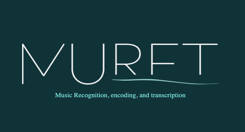 MURET
Music Recognition, encoding, and transcription